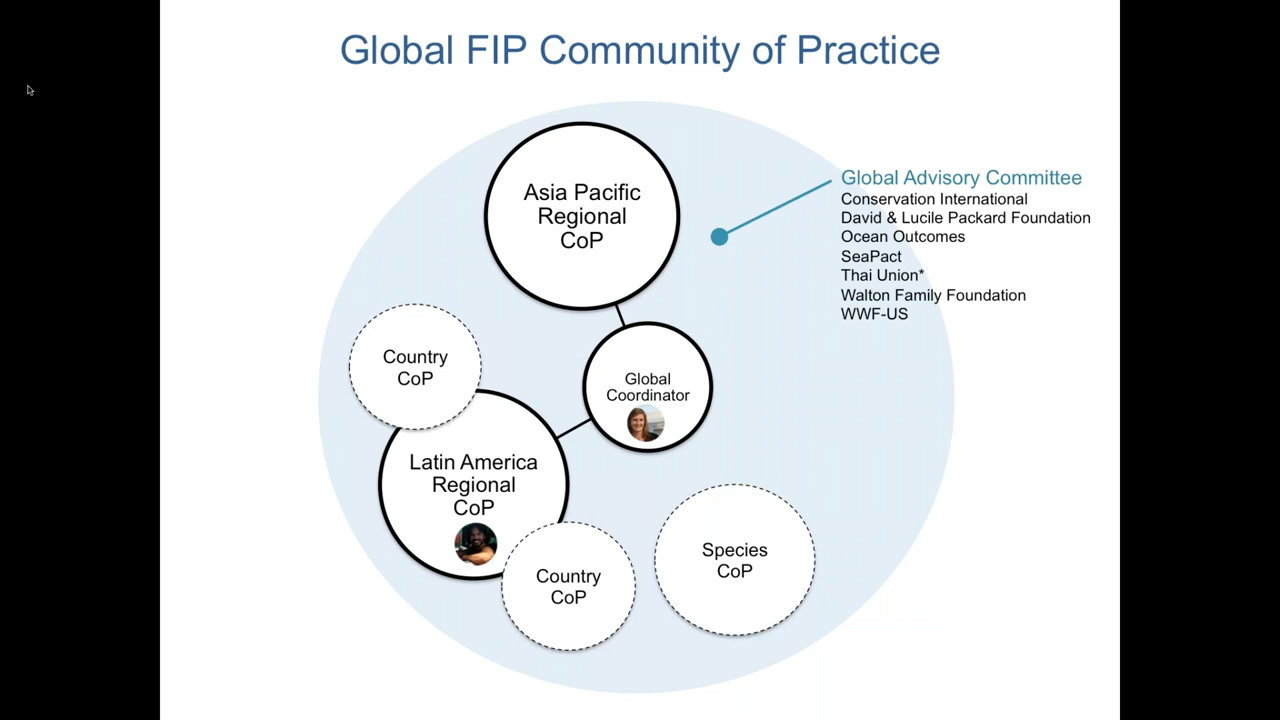 Global FIP Community of Practice
Asia Pacific
Regional
CoP
Global Advisory Committee
Conservation International
David & Lucile Packard Foundation
Ocean Outcomes
SeaPact
Thai Union*
Walton Family Foundation
WWF-US
Country
CoP
Global
Coordinator
Latin America
Regional
CoP
Country
CoP
Species
CoP